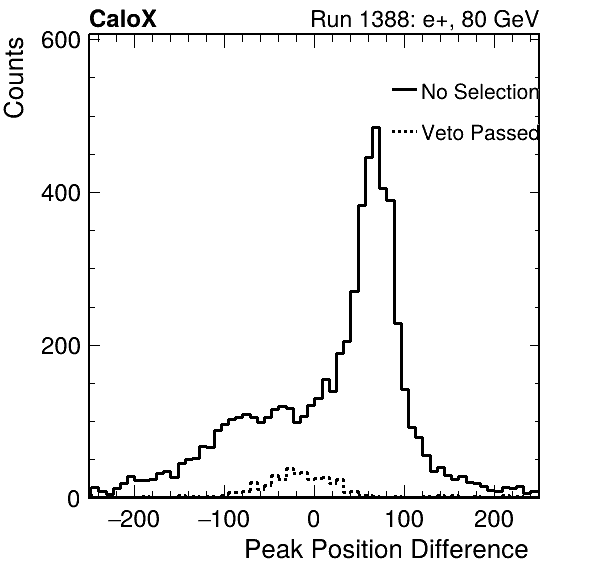 CaloX Run 1388: e+, 80 GeV
Counts
600
No Selection
Veto Passed
400
200
0
−200 −100 0 100 200
Peak Position Difference